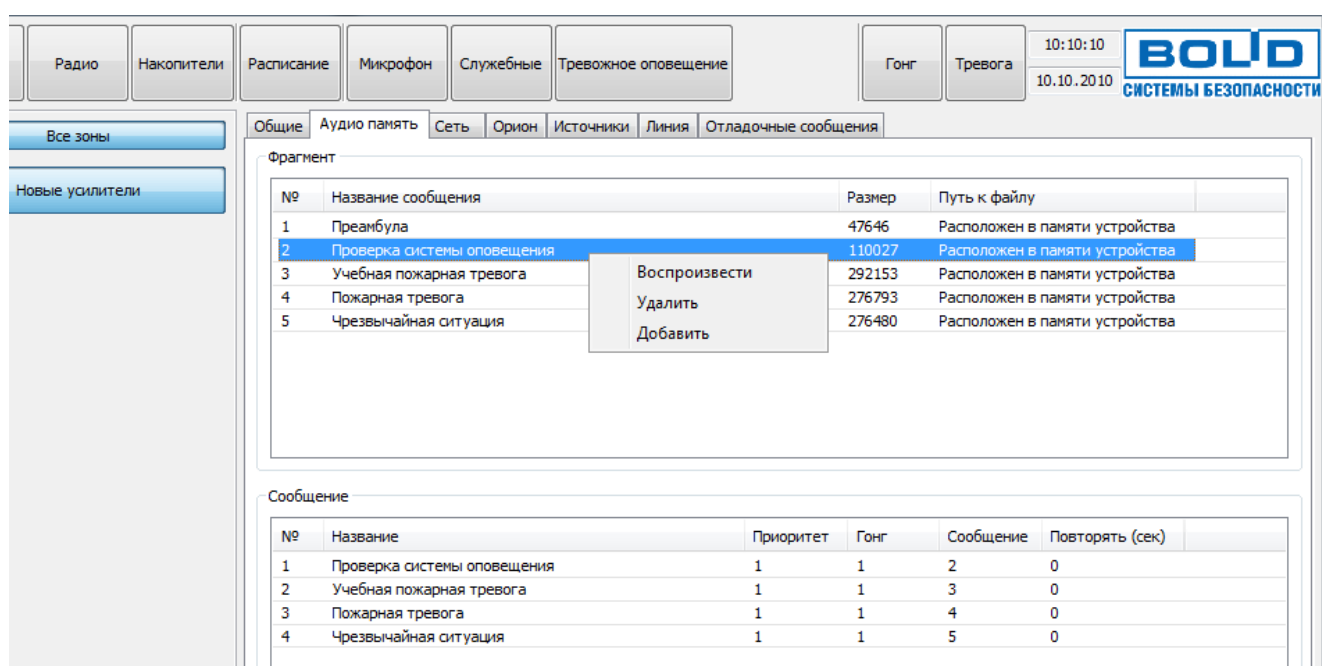 Радио Накопители Расписание Микрофон Служебные Тревожное оповещение Гонг Тревога 10:10:10 BOLID
10.10.2010 СИСТЕМЫ БЕЗОПАСНОСТИ
Все зоны
Новые усилители
Общие Аудио память Сеть Орион Источники Линия Отладочные сообщения
Фрагмент
№ Название сообщения Размер Путь к файлу
1 Преамбула 47646 Расположен в памяти устройства
2 Проверка системы оповещения 110027 Расположен в памяти устройства
3 Учебная пожарная тревога 292153 Расположен в памяти устройства
4 Пожарная тревога 276793 Расположен в памяти устройства
5 Чрезвычайная ситуация 276480 Расположен в памяти устройства
Воспроизвести
Удалить
Добавить
Сообщение
№ Название Приоритет Гонг Сообщение Повторять (сек)
1 Проверка системы оповещения 1 1 2 0
2 Учебная пожарная тревога 1 1 3 0
3 Пожарная тревога 1 1 4 0
4 Чрезвычайная ситуация 1 1 5 0